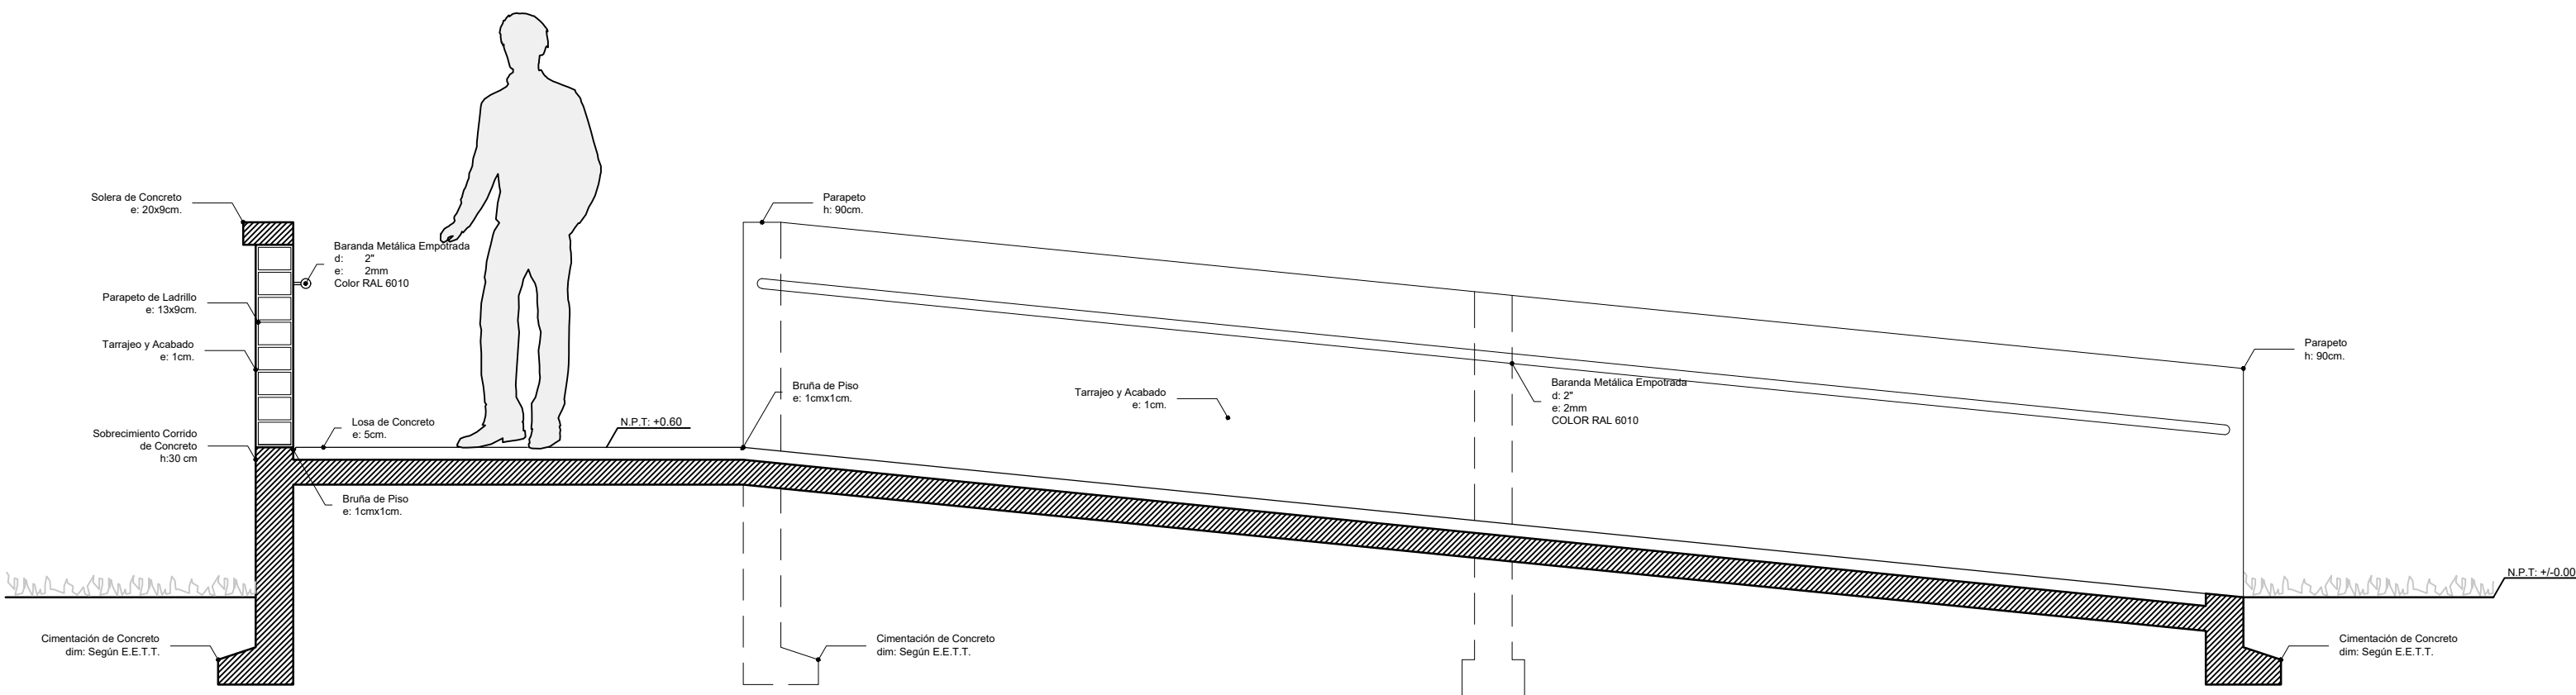 Solera de Concreto
e: 20x9cm.
Parapeto
h: 90cm.
Baranda Metálica Empotrada
d: 2"
e: 2mm
Color RAL 6010
Parapeto de Ladrillo
e: 13x9cm.
Tarrajeo y Acabado
e: 1cm.
Parapeto
h: 90cm.
Bruña de Piso
e: 1cmx1cm.
Tarrajeo y Acabado
e: 1cm.
Baranda Metálica Empotrada
d: 2"
e: 2mm
COLOR RAL 6010
Losa de Concreto
e: 5cm.
N.P.T: +0.60
Sobrecimiento Corrido
de Concreto
h:30 cm
Bruña de Piso
e: 1cmx1cm.
N.P.T: +/-0.00
Cimentación de Concreto
dim: Según E.E.T.T.
Cimentación de Concreto
dim: Según E.E.T.T.
Cimentación de Concreto
dim: Según E.E.T.T.